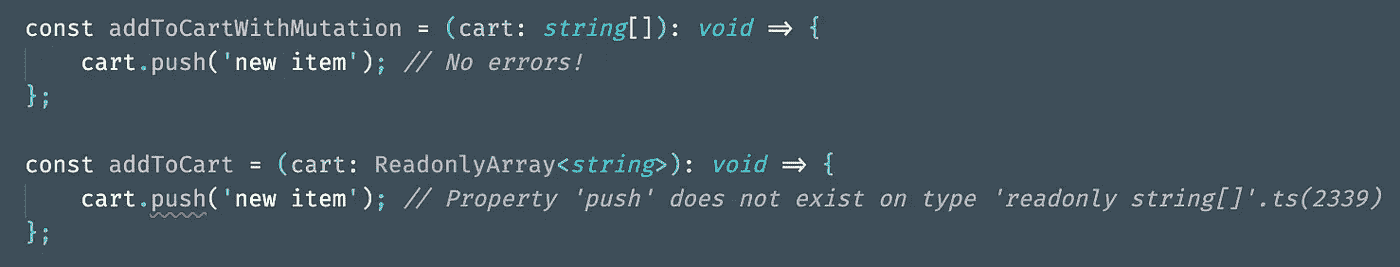 const addToCartWithMutation = (cart: string[]): void => {
    cart.push('new item'); // No errors!
};

const addToCart = (cart: ReadonlyArray<string>): void => {
    cart.push('new item'); // Property 'push' does not exist on type 'readonly string[]'.ts(2339)
};